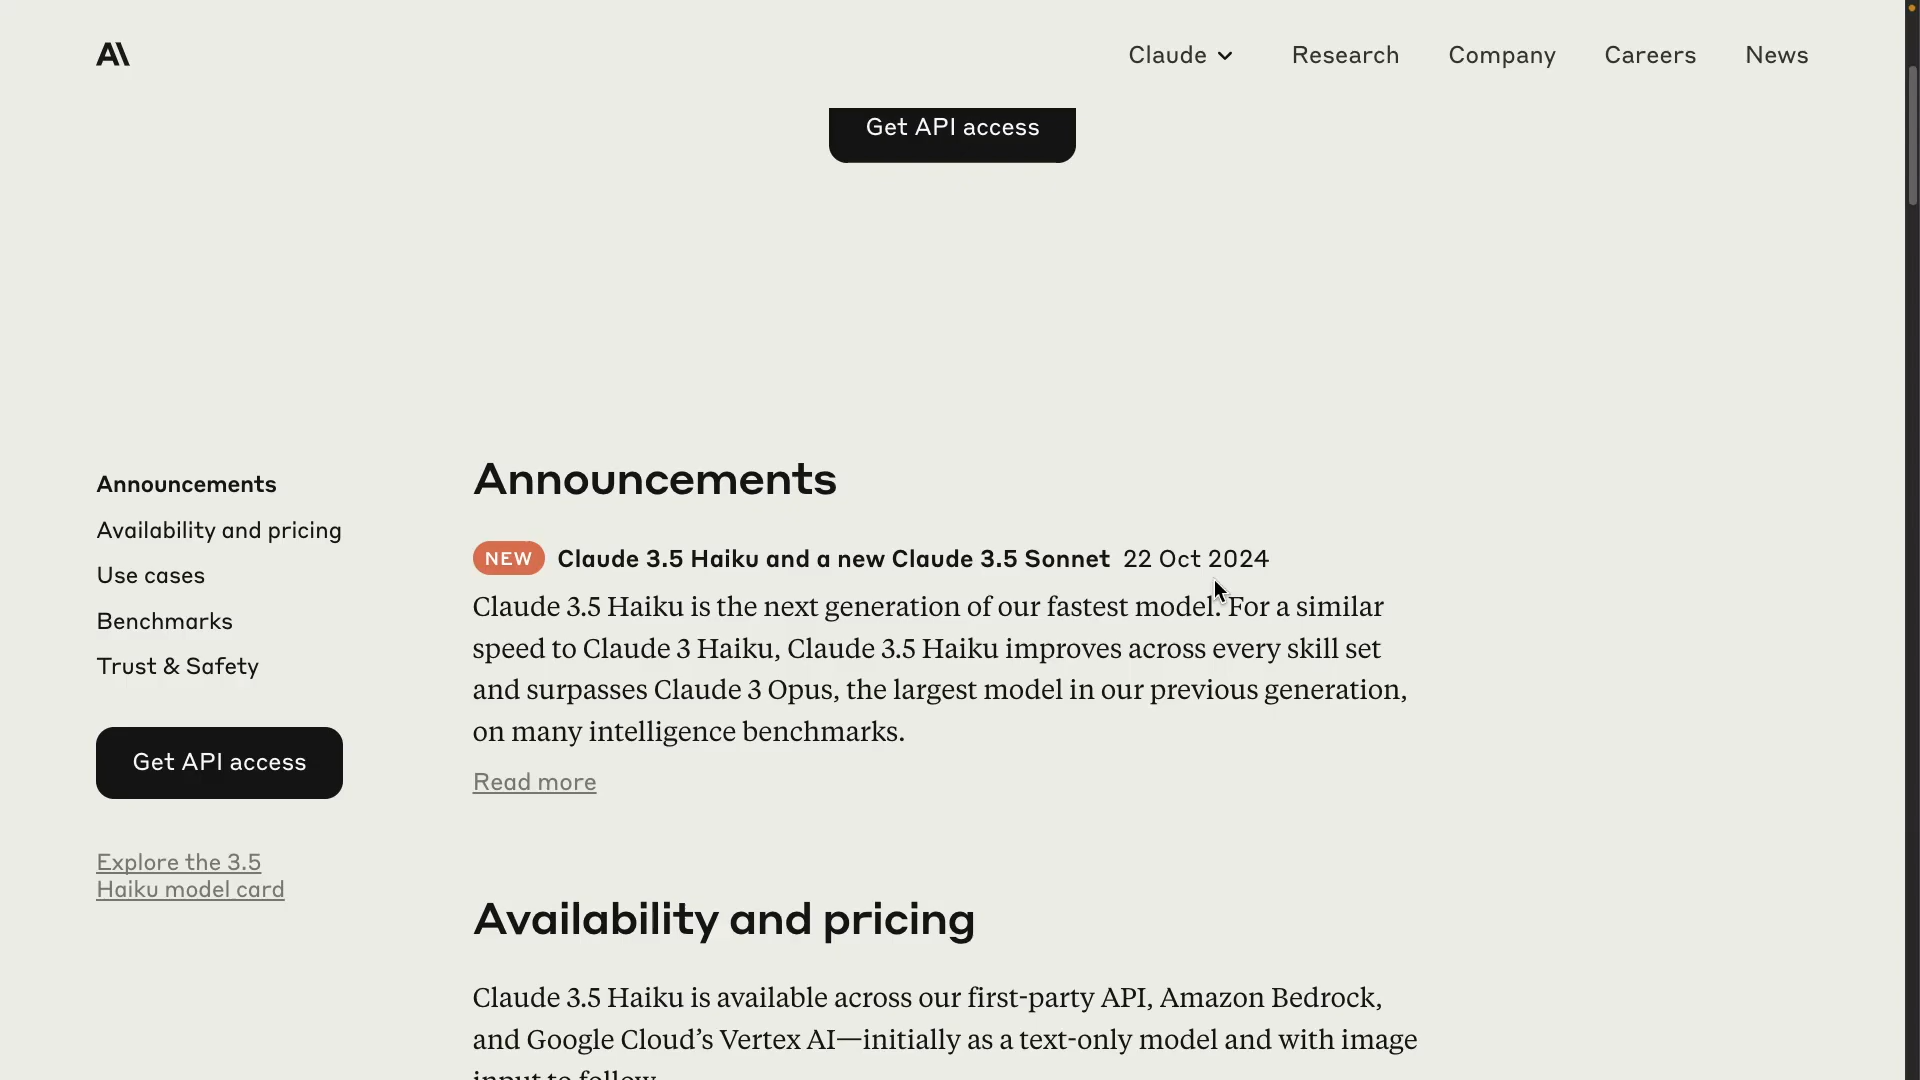 A\
Claude
Research
Company
Careers
News
Get API access
Announcements
Availability and pricing
Use cases
Benchmarks
Trust & Safety
Get API access
Explore the 3.5
Haiku model card
Announcements
NEW Claude 3.5 Haiku and a new Claude 3.5 Sonnet 22 Oct 2024
Claude 3.5 Haiku is the next generation of our fastest model. For a similar
speed to Claude 3 Haiku, Claude 3.5 Haiku improves across every skill set
and surpasses Claude 3 Opus, the largest model in our previous generation,
on many intelligence benchmarks.
Read more
Availability and pricing
Claude 3.5 Haiku is available across our first-party API, Amazon Bedrock,
and Google Cloud’s Vertex AI—initially as a text-only model and with image
input to follow.